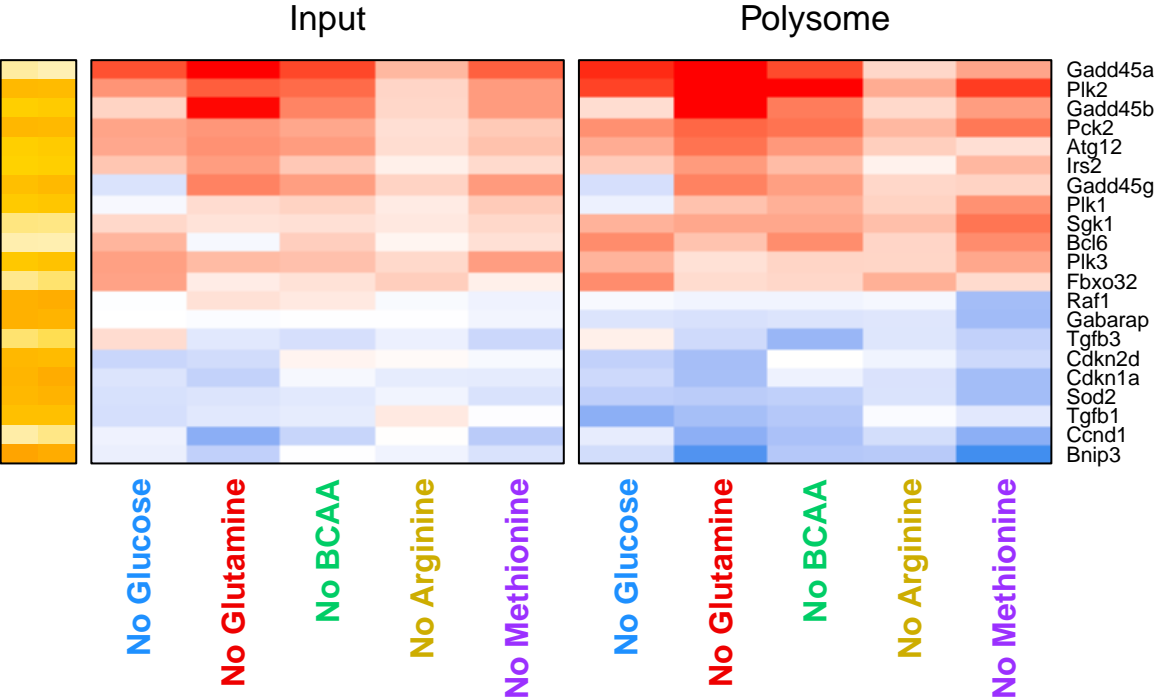 Input
Polysome
Gadd45a
Plk2
Gadd45b
Pck2
Atg12
Irs2
Gadd45g
Plk1
Sgk1
Bcl6
Plk3
Fbxo32
Raf1
Gabarap
Tgfb3
Cdkn2d
Cdkn1a
Sod2
Tgfb1
Ccnd1
Bnip3
No Glucose
No Glutamine
No BCAA
No Arginine
No Methionine
No Glucose
No Glutamine
No BCAA
No Arginine
No Methionine